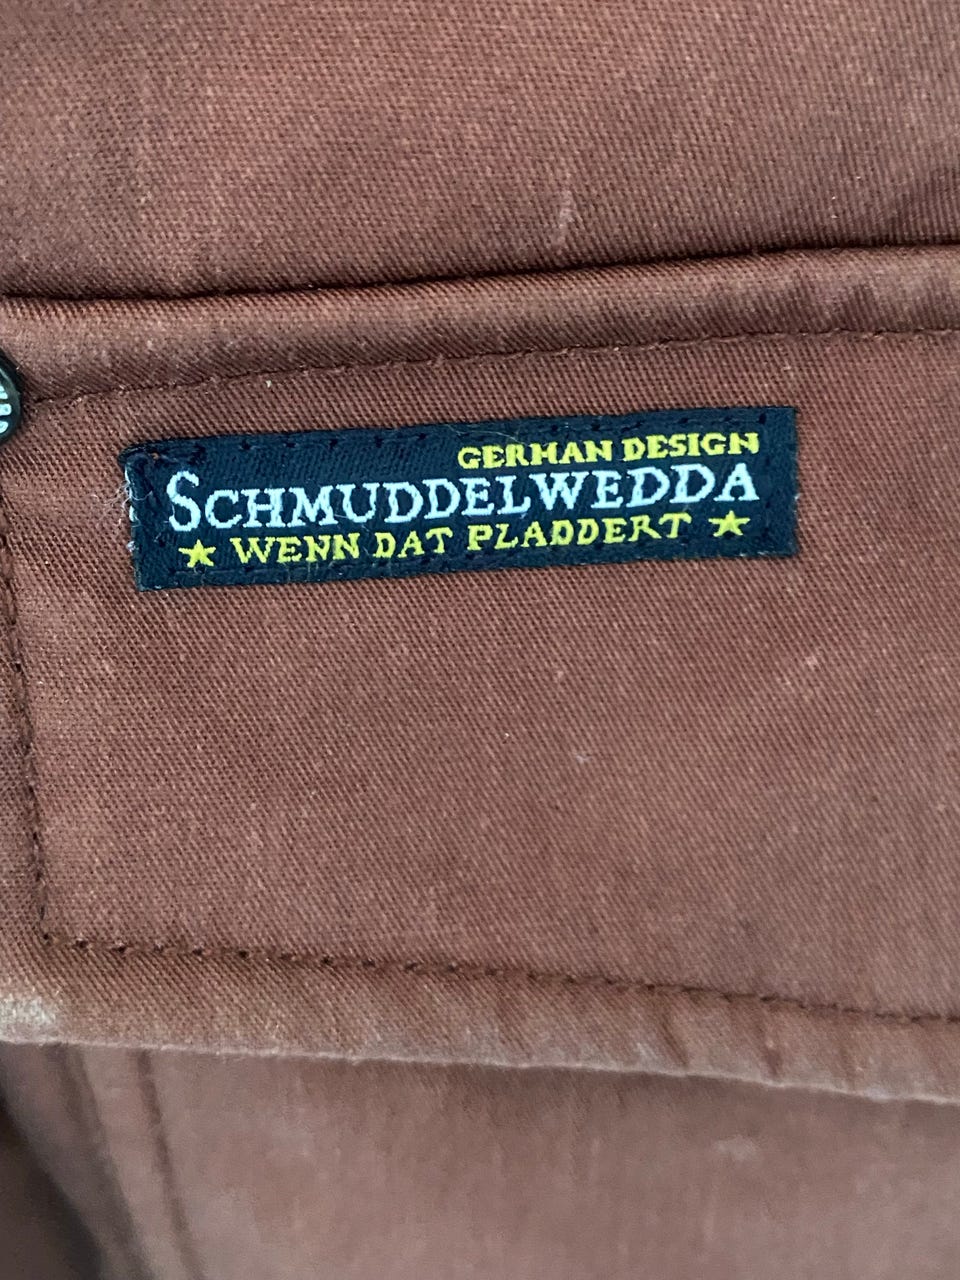 GERMAN DESIGN
SCHMUDDELWEDDA
★ WENN DAT PLADDERT ★